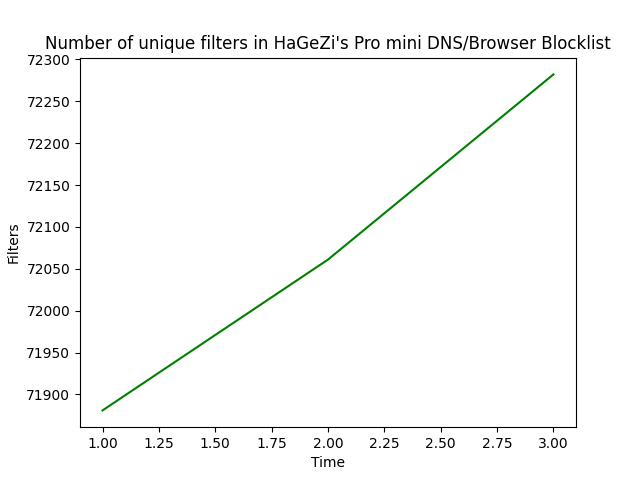 Number of unique filters in HaGeZi's Pro mini DNS/Browser Blocklist
72300
72250
72200
72150
72100
72050
72000
71950
71900
Filters
1.00 1.25 1.50 1.75 2.00 2.25 2.50 2.75 3.00
Time